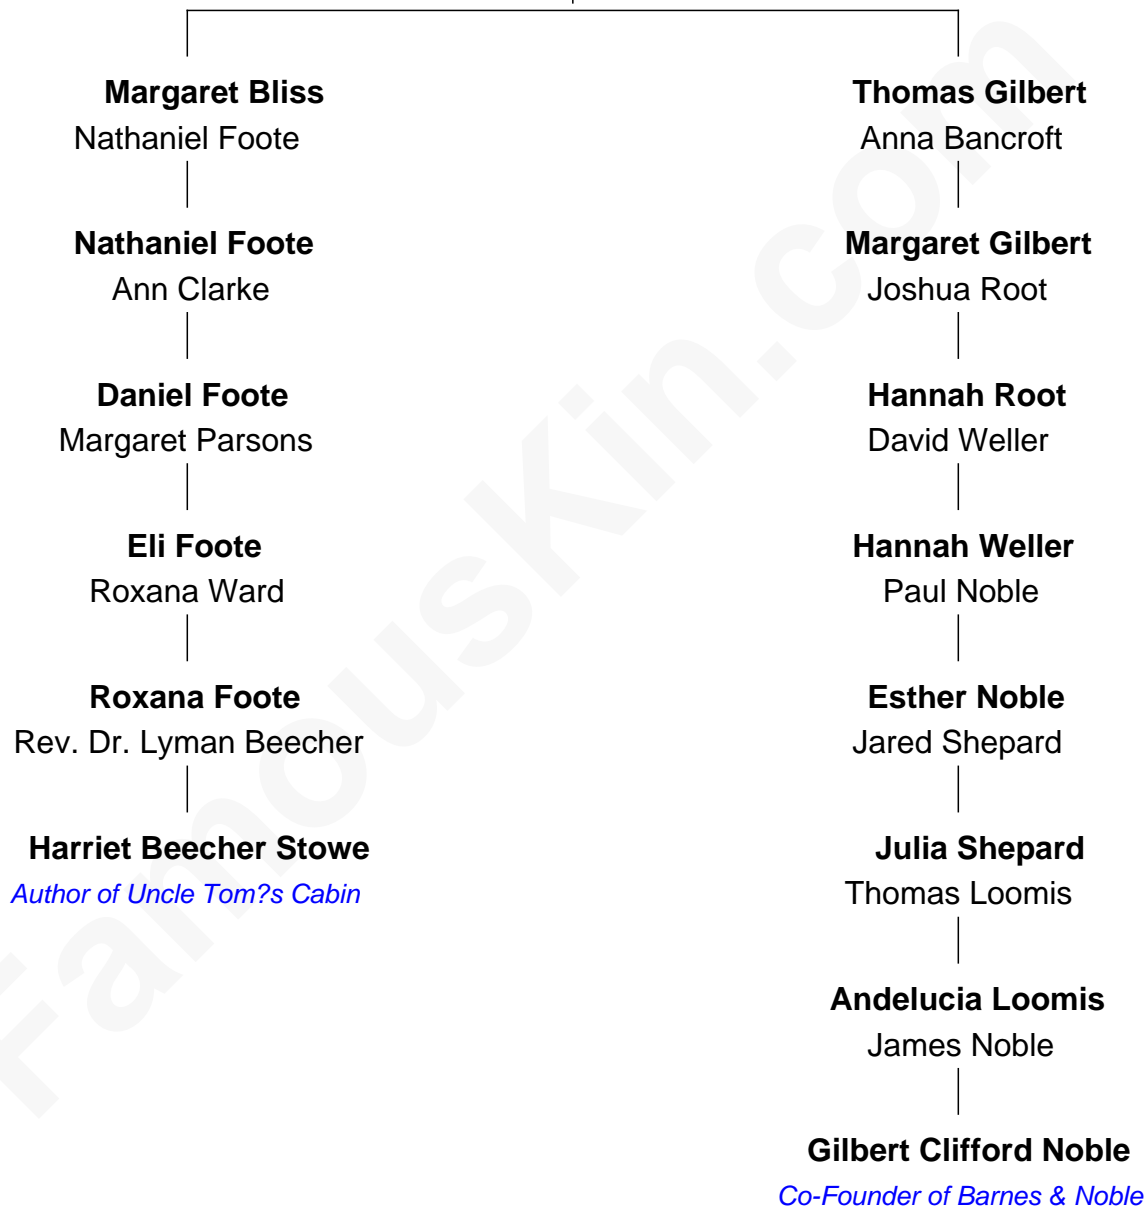 Margaret Bliss
Nathaniel Foote
Nathaniel Foote
Ann Clarke
Daniel Foote
Margaret Parsons
Eli Foote
Roxana Ward
Roxana Foote
Rev. Dr. Lyman Beecher
Harriet Beecher Stowe
Author of Uncle Tom?s Cabin
Thomas Gilbert
Anna Bancroft
Margaret Gilbert
Joshua Root
Hannah Root
David Weller
Hannah Weller
Paul Noble
Esther Noble
Jared Shepard
Julia Shepard
Thomas Loomis
Andelucia Loomis
James Noble
Gilbert Clifford Noble
Co-Founder of Barnes & Noble
FamousKin.com